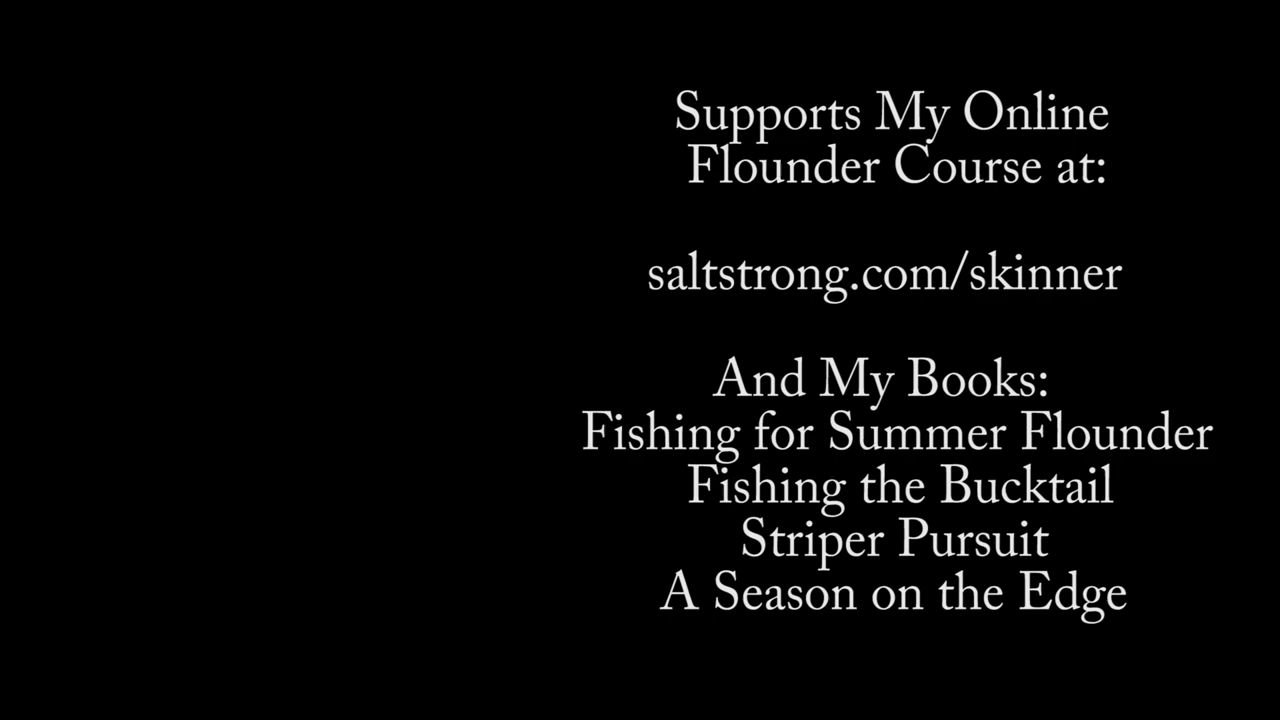 Supports My Online
Flounder Course at:
saltstrong.com/skinner
And My Books:
Fishing for Summer Flounder
Fishing the Bucktail
Striper Pursuit
A Season on the Edge